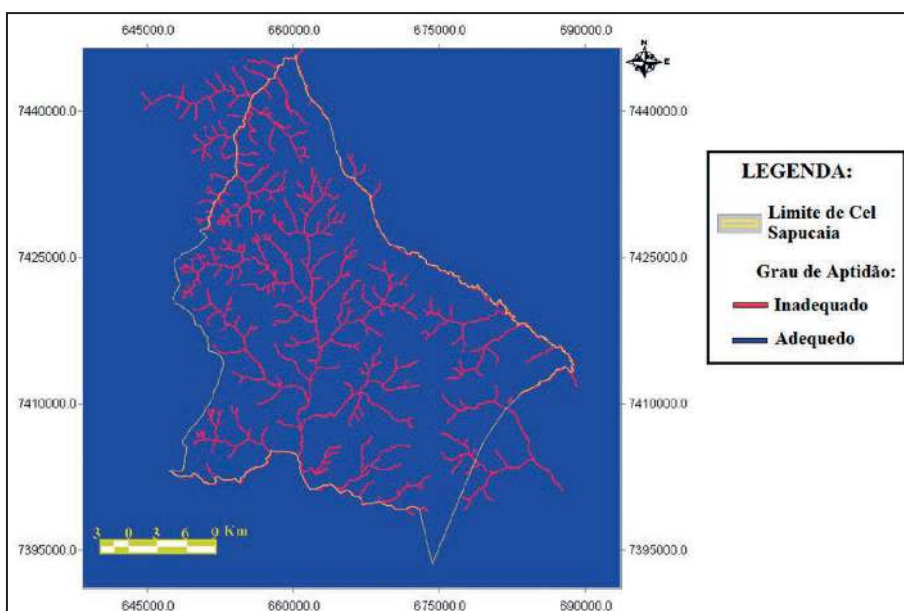 645000.0 660000.0 675000.0 690000.0
N
E
7440000.0 7440000.0
7425000.0 7425000.0
7410000.0 7410000.0
7395000.0 7395000.0
3 0 3 6 9 Km
645000.0 660000.0 675000.0 690000.0
LEGENDA:
Limite de Cel
Sapucaia
Grau de Aptidão:
Inadequado
Adequedo